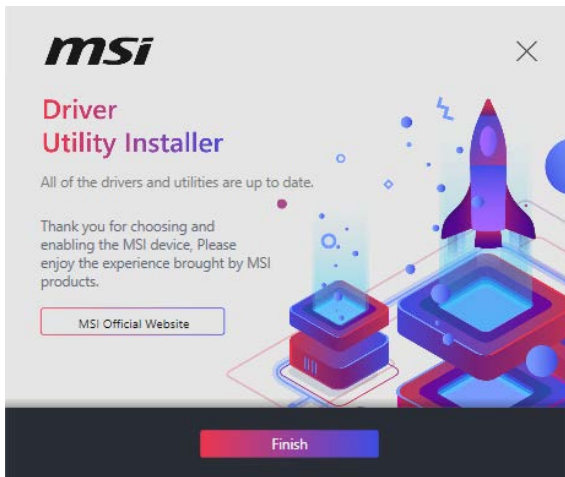 msi
Driver
Utility Installer
All of the drivers and utilities are up to date.
Thank you for choosing and
enabling the MSI device, Please
enjoy the experience brought by MSI
products.
MSI Official Website
Finish